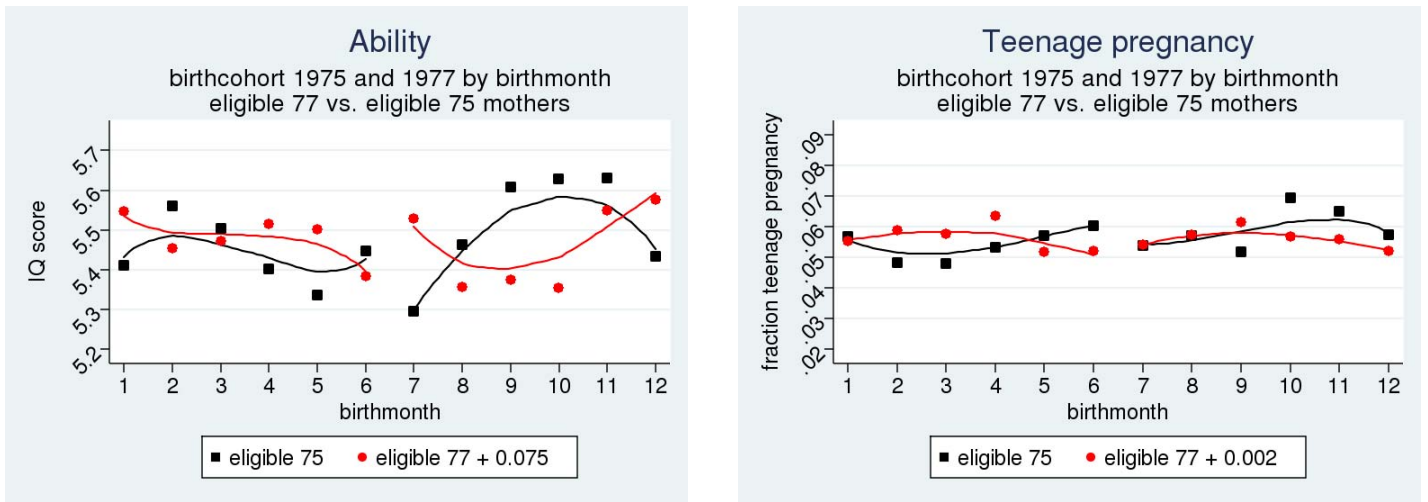 Ability
birthcohort 1975 and 1977 by birthmonth
eligible 77 vs. eligible 75 mothers
IQ score
5.7
5.6
5.5
5.4
5.3
5.2
1 2 3 4 5 6 7 8 9 10 11 12
birthmonth
eligible 75 eligible 77 + 0.075
Teenage pregnancy
birthcohort 1975 and 1977 by birthmonth
eligible 77 vs. eligible 75 mothers
fraction teenage pregnancy
.09
.08
.07
.06
.05
.04
.03
.02
1 2 3 4 5 6 7 8 9 10 11 12
birthmonth
eligible 75 eligible 77 + 0.002